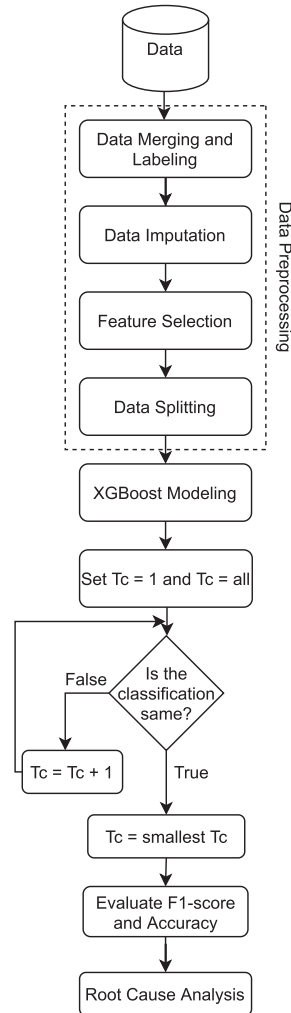 Data
Data Merging and
Labeling
Data Imputation
Feature Selection
Data Splitting
Data Preprocessing
XGBoost Modeling
Set Tc = 1 and Tc = all
Is the
classification
same?
False
Tc = Tc + 1
True
Tc = smallest Tc
Evaluate F1-score
and Accuracy
Root Cause Analysis